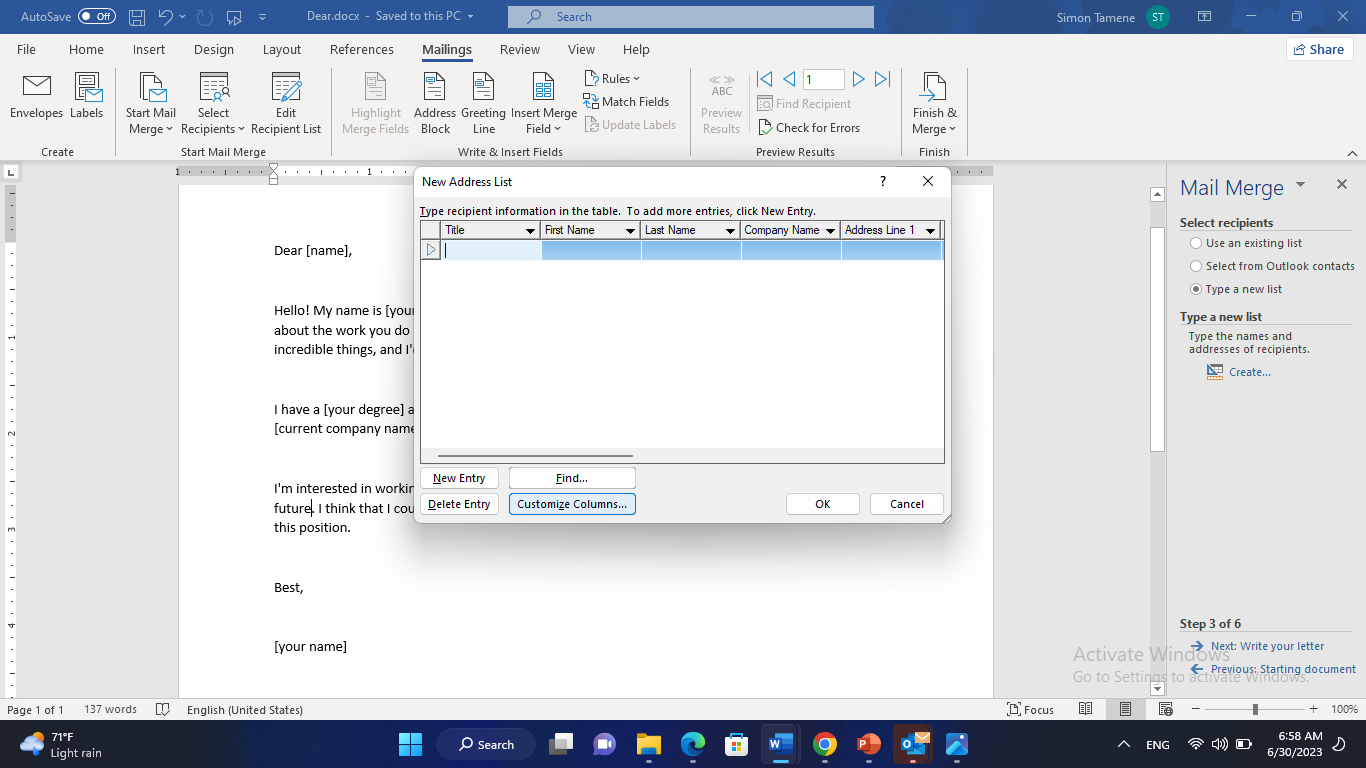 AutoSave Off Dear.docx - Saved to this PC Search Simon Tamene ST
File Home Insert Design Layout References Mailings Review View Help Share
Envelopes Labels
Create
Start Mail Merge Select Recipients Edit Recipient List
Start Mail Merge
Highlight Merge Fields Address Block Greeting Line Insert Merge Field
Rules
Match Fields
Update Labels
Write & Insert Fields
ABC
Preview Results
1
Find Recipient
Check for Errors
Preview Results
Finish & Merge
Finish
L
1 1
1
2
3
4
Dear [name],
Hello! My name is [your
about the work you do
incredible things, and I'
I have a [your degree] a
[current company name
I'm interested in workin
future. I think that I cou
this position.
Best,
[your name]
New Address List ?
Type recipient information in the table. To add more entries, click New Entry.
Title First Name Last Name Company Name Address Line 1
New Entry Find...
Delete Entry Customize Columns... OK Cancel
Mail Merge
Select recipients
Use an existing list
Select from Outlook contacts
Type a new list
Type a new list
Type the names and
addresses of recipients.
Create...
Step 3 of 6
Next: Write your letter
Previous: Starting document
Activate Windows
Go to Settings to activate Windows.
Page 1 of 1 137 words English (United States) Focus 100%
71°F
Light rain
Search
ENG
6:58 AM
6/30/2023